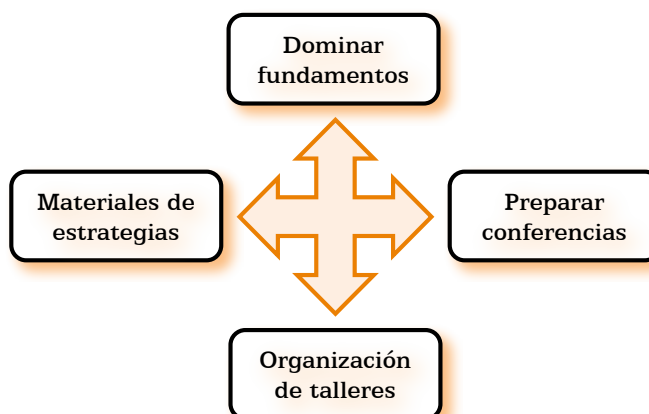 Dominar
fundamentos
Materiales de
estrategias
Preparar
conferencias
Organización
de talleres